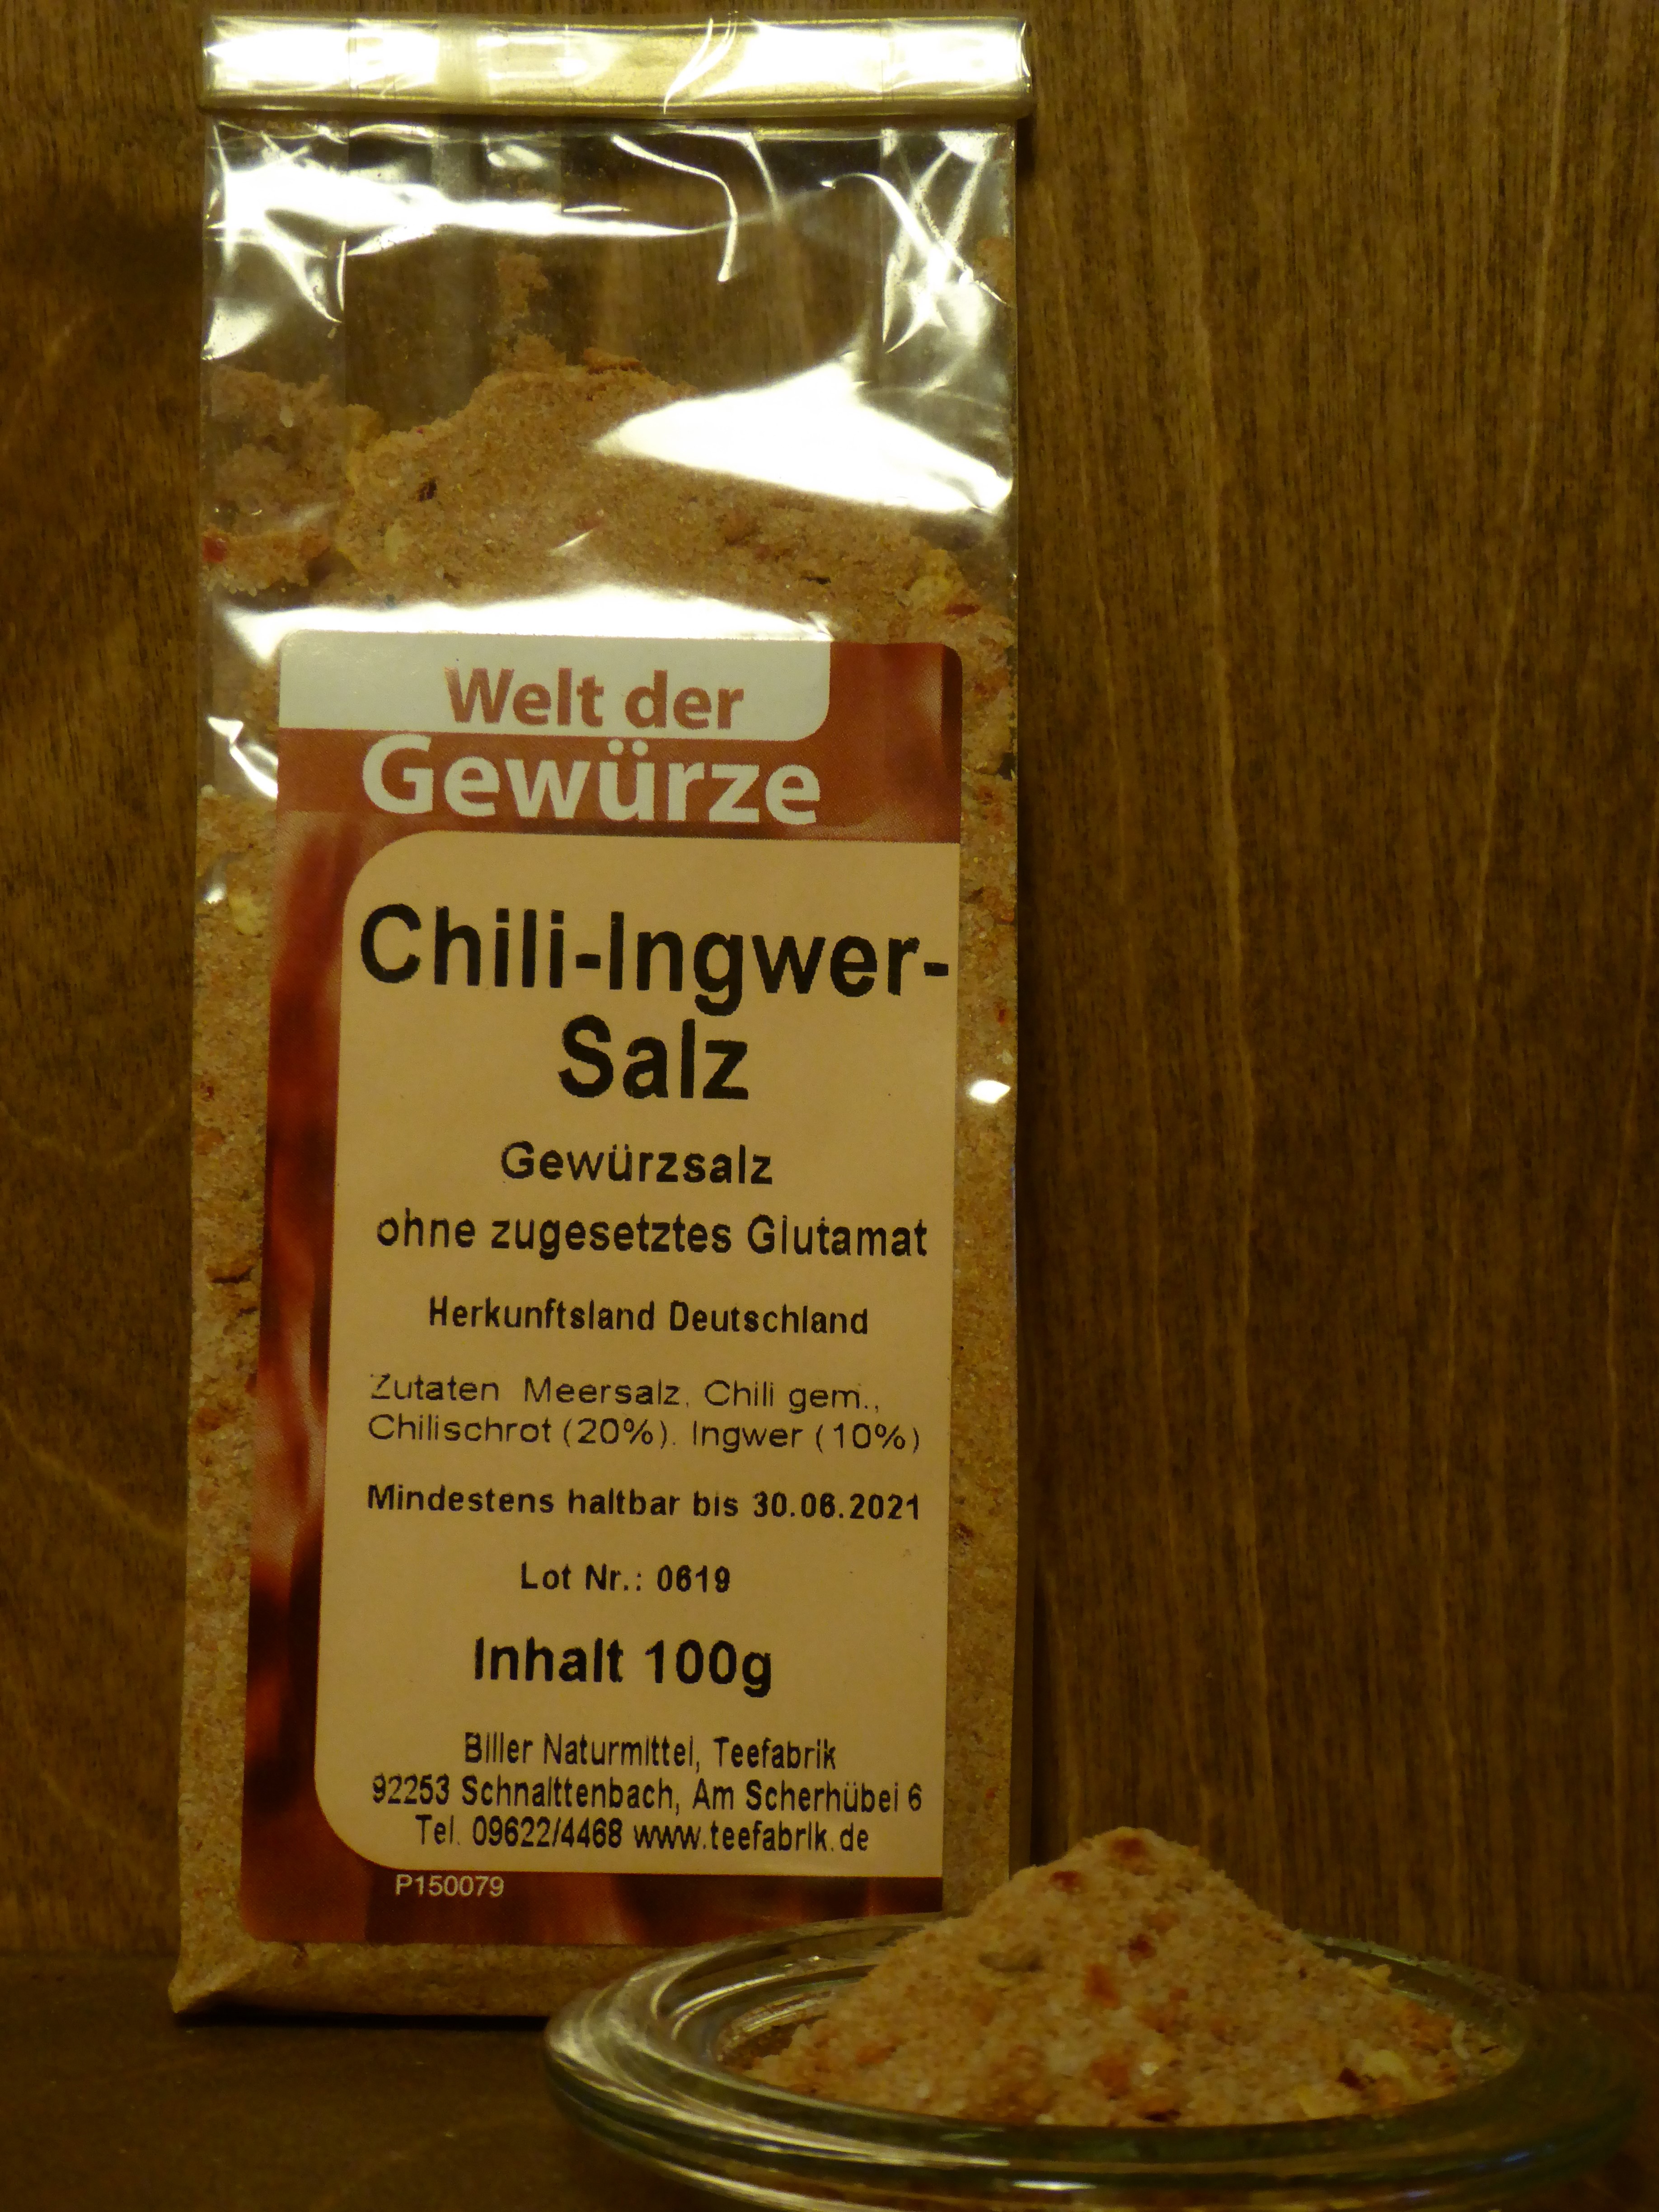 Welt der
Gewürze
Chili-Ingwer-
Salz
Gewürzsalz
ohne zugesetztes Glutamat
Herkunftsland Deutschland
Zutaten Meersalz, Chili gem.,
Chilischrot (20%). Ingwer (10%)
Mindestens haltbar bis 30.06.2021
Lot Nr.: 0619
Inhalt 100g
Biller Naturmittel, Teefabrik
92253 Schnaittenbach, Am Scherhübel 6
Tel. 09622/4468 www.teefabrik.de
P150079